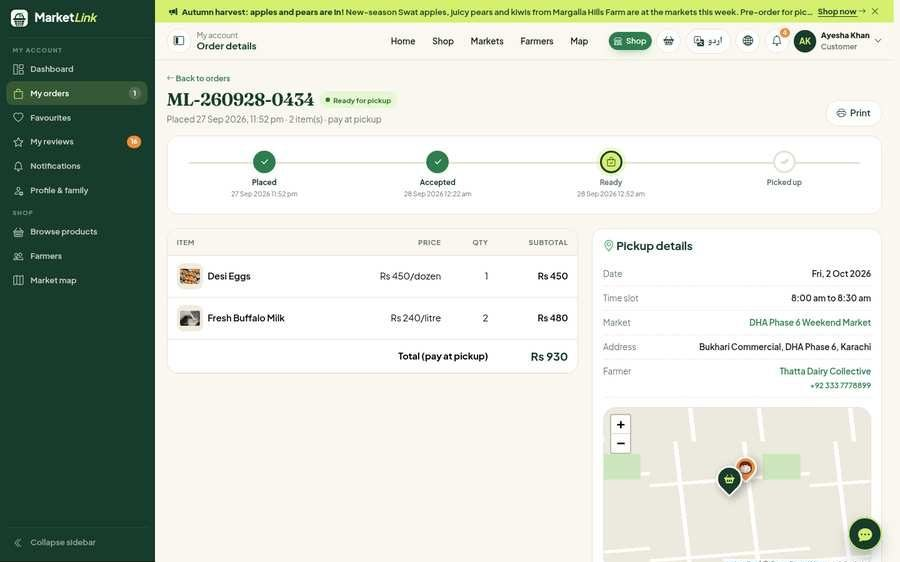 MarketLink
Autumn harvest: apples and pears are in! New-season Swat apples, juicy pears and kiwis from Margalla Hills Farm are at the markets this week. Pre-order for pic... Shop now →
MY ACCOUNT
Dashboard
My orders 1
Favourites
My reviews 16
Notifications
Profile & family
SHOP
Browse products
Farmers
Market map
Collapse sidebar
My account
Order details
Home Shop Markets Farmers Map
Shop
اردو
AK
Ayesha Khan
Customer
← Back to orders
ML-260928-0434 Ready for pickup
Placed 27 Sep 2026, 11:52 pm · 2 item(s) · pay at pickup
Print
Placed
27 Sep 2026 11:52 pm
Accepted
28 Sep 2026 12:22 am
Ready
28 Sep 2026 12:52 am
Picked up
ITEM PRICE QTY SUBTOTAL
Desi Eggs Rs 450/dozen 1 Rs 450
Fresh Buffalo Milk Rs 240/litre 2 Rs 480
Total (pay at pickup) Rs 930
Pickup details
Date Fri, 2 Oct 2026
Time slot 8:00 am to 8:30 am
Market DHA Phase 6 Weekend Market
Address Bukhari Commercial, DHA Phase 6, Karachi
Farmer Thatta Dairy Collective
+92 333 7778899
+
−